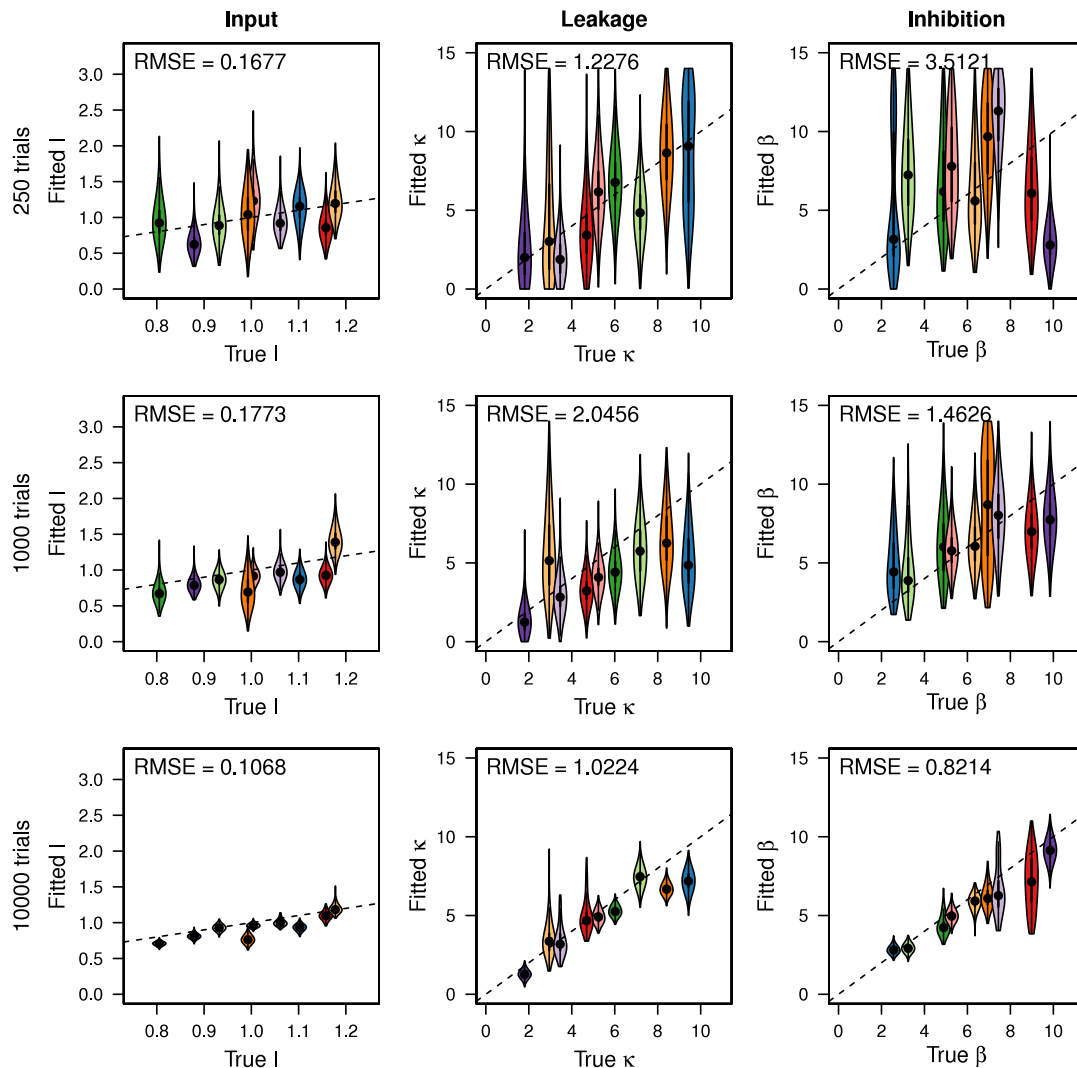 Input
Leakage
Inhibition
250 trials
Fitted I
3.0
2.5
2.0
1.5
1.0
0.5
0.0
RMSE = 0.1677
0.8 0.9 1.0 1.1 1.2
True I
Fitted κ
15
10
5
0
RMSE = 1.2276
0 2 4 6 8 10
True κ
Fitted β
15
10
5
0
RMSE = 3.5121
0 2 4 6 8 10
True β
1000 trials
Fitted I
3.0
2.5
2.0
1.5
1.0
0.5
0.0
RMSE = 0.1773
0.8 0.9 1.0 1.1 1.2
True I
Fitted κ
15
10
5
0
RMSE = 2.0456
0 2 4 6 8 10
True κ
Fitted β
15
10
5
0
RMSE = 1.4626
0 2 4 6 8 10
True β
10000 trials
Fitted I
3.0
2.5
2.0
1.5
1.0
0.5
0.0
RMSE = 0.1068
0.8 0.9 1.0 1.1 1.2
True I
Fitted κ
15
10
5
0
RMSE = 1.0224
0 2 4 6 8 10
True κ
Fitted β
15
10
5
0
RMSE = 0.8214
0 2 4 6 8 10
True β